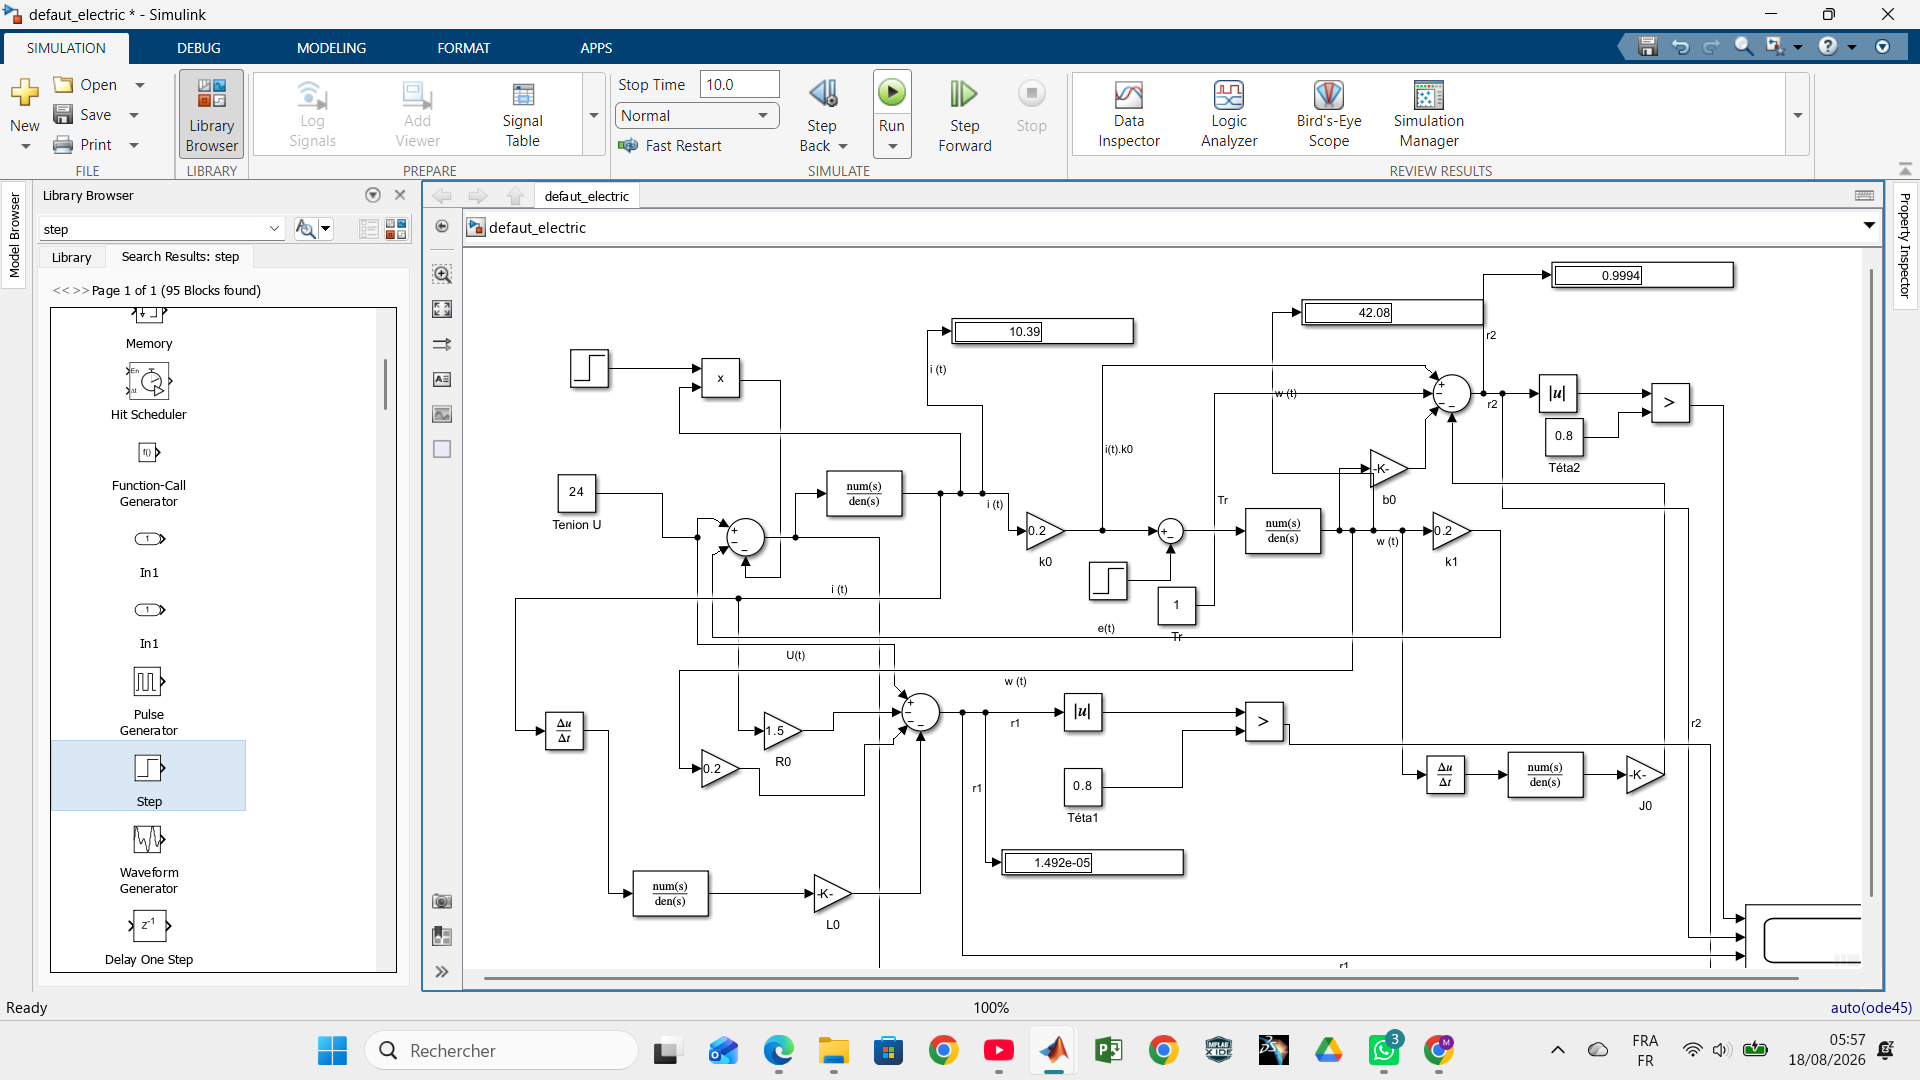 defaut_electric * - Simulink
SIMULATION
DEBUG
MODELING
FORMAT
APPS
New
Open
Save
Print
FILE
Library
Browser
LIBRARY
Log
Signals
Add
Viewer
Signal
Table
PREPARE
Stop Time
10.0
Normal
Fast Restart
Step
Back
Run
Step
Forward
Stop
SIMULATE
Data
Inspector
Logic
Analyzer
Bird's-Eye
Scope
Simulation
Manager
REVIEW RESULTS
Model Browser
Library Browser
step
Library
Search Results: step
<< >> Page 1 of 1 (95 Blocks found)
Memory
Hit Scheduler
f()
Function-Call
Generator
1
In1
1
In1
Pulse
Generator
Step
Waveform
Generator
Delay One Step
defaut_electric
defaut_electric
Property Inspector
0.9994
42.08
10.39
r2
i (t)
x
w (t)
r2
|u|
>
0.8
Téta2
i(t).k0
-K-
b0
24
Tenion U
num(s)
den(s)
i (t)
0.2
k0
Tr
num(s)
den(s)
w (t)
0.2
k1
1
Tr
i (t)
e(t)
U(t)
w (t)
Δu
Δt
1.5
R0
0.2
r1
|u|
>
r1
0.8
Téta1
r2
Δu
Δt
num(s)
den(s)
-K-
J0
1.492e-05
num(s)
den(s)
-K-
L0
r1
Ready
100%
auto(ode45)
Rechercher
3
M
FRA
FR
05:57
18/08/2026